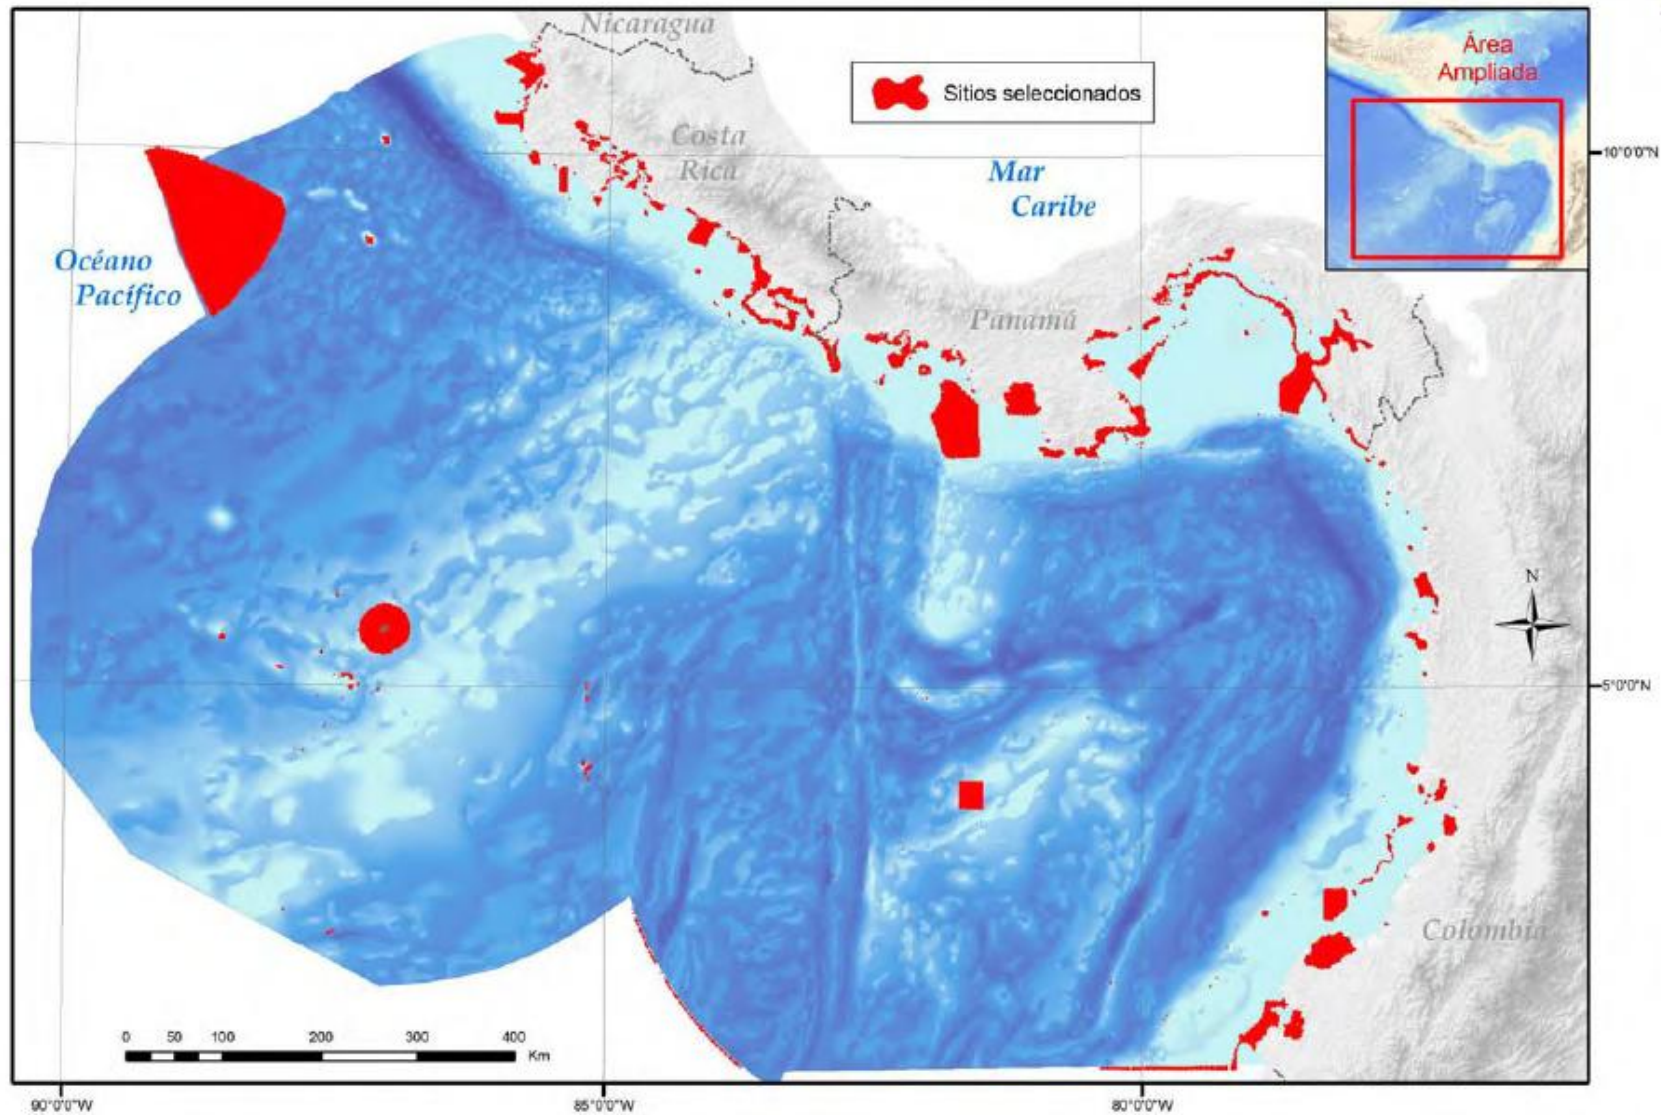 Nicaragua
Área
Ampliada
Sitios seleccionados
Costa
Rica
10°0'0"N
Mar
Caribe
Océano
Pacífico
Panamá
N
5°0'0"N
Colombia
0 50 100 200 300 400
Km
90°0'0"W
85°0'0"W
80°0'0"W